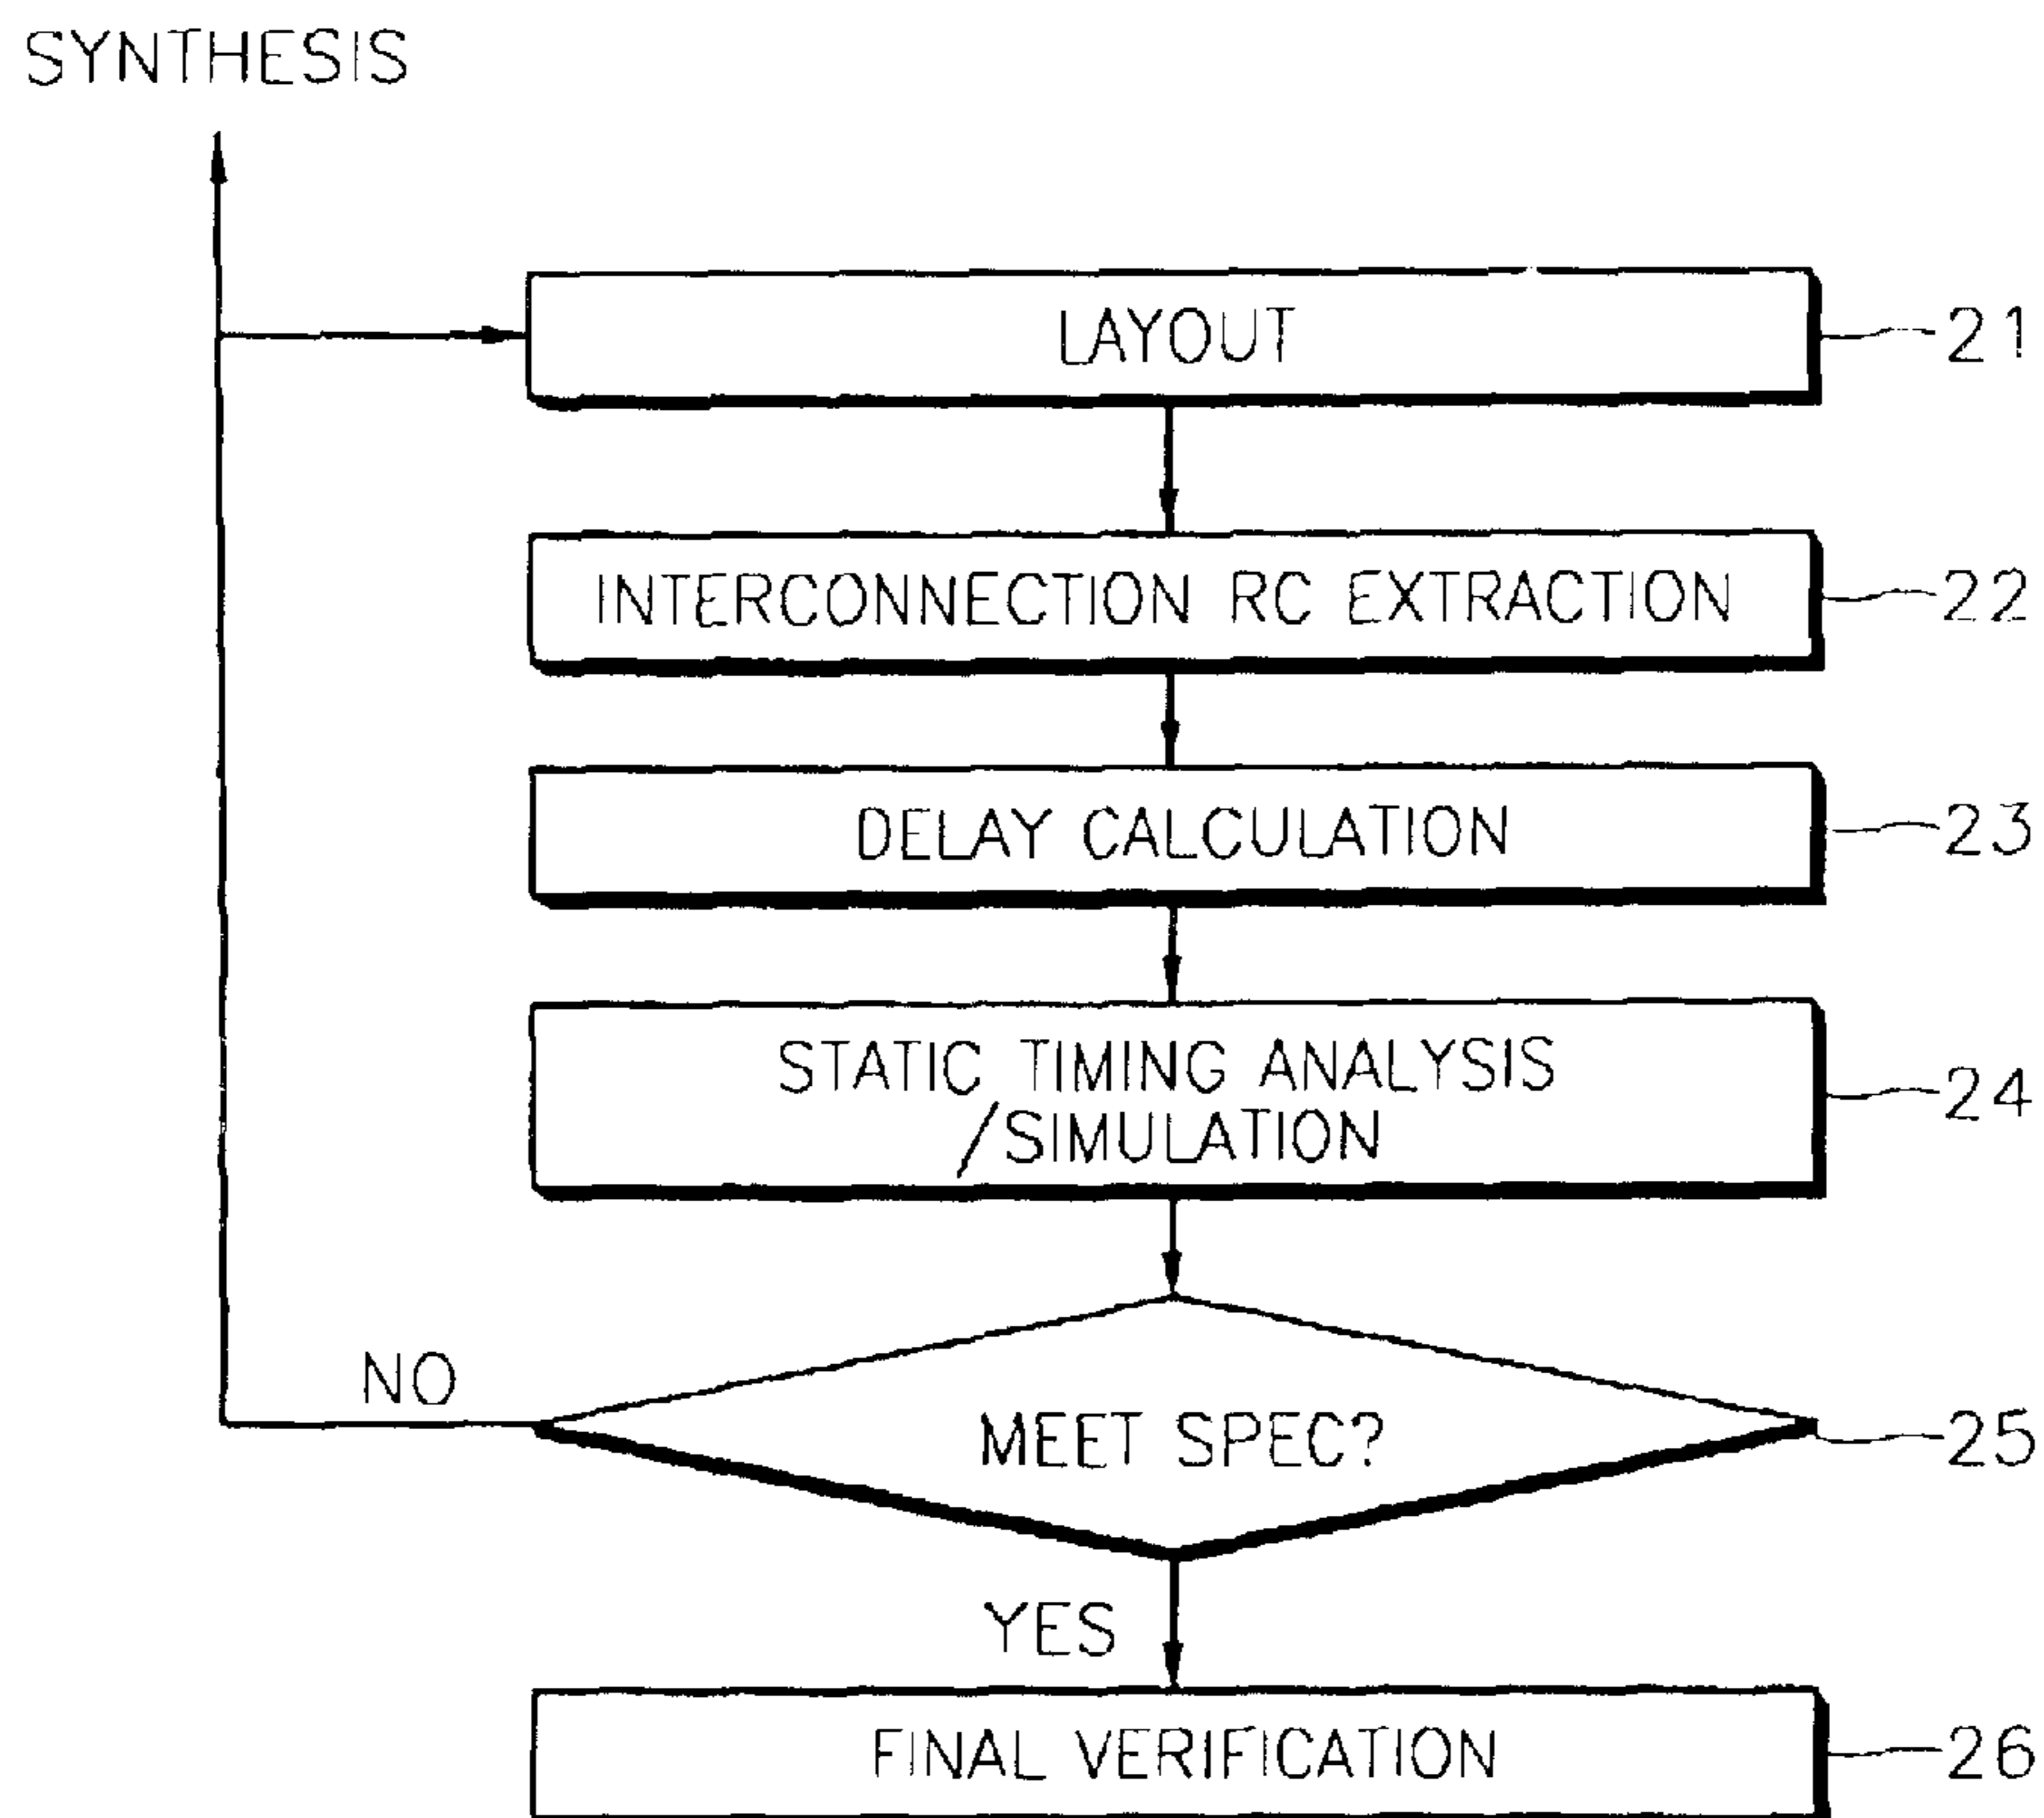 SYNTHESIS
LAYOUT
21
INTERCONNECTION RC EXTRACTION
22
DELAY CALCULATION
23
STATIC TIMING ANALYSIS
/SIMULATION
24
NO
MEET SPEC?
25
YES
FINAL VERIFICATION
26